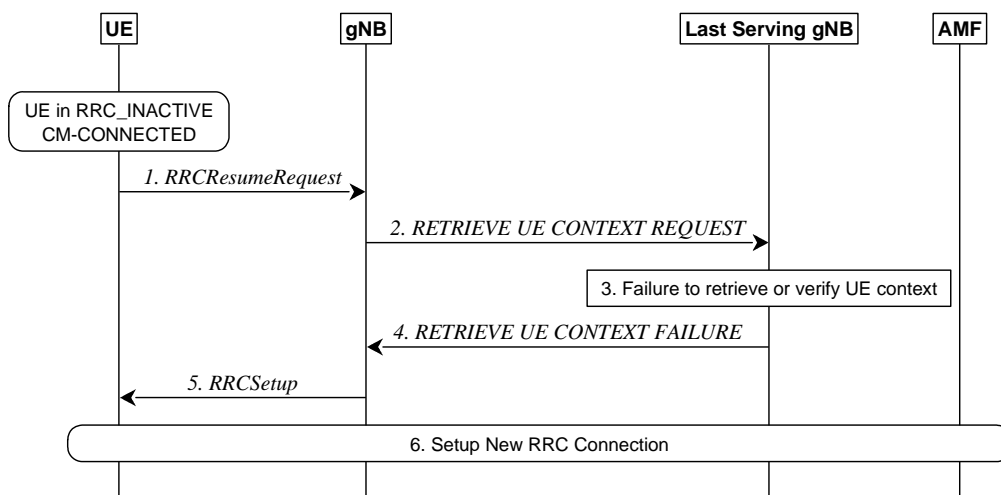 UE
gNB
Last Serving gNB
AMF
UE in RRC_INACTIVE
CM-CONNECTED
1. RRCResumeRequest
2. RETRIEVE UE CONTEXT REQUEST
3. Failure to retrieve or verify UE context
4. RETRIEVE UE CONTEXT FAILURE
5. RRCSetup
6. Setup New RRC Connection